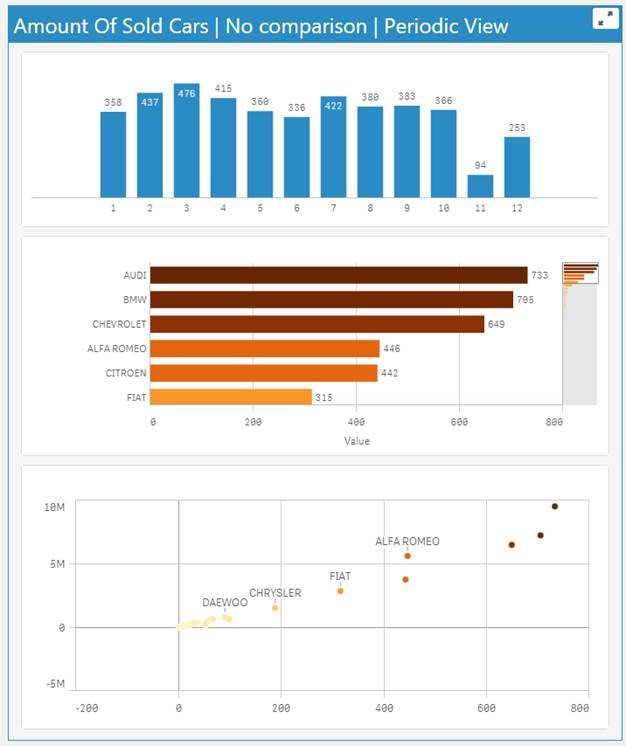 Amount Of Sold Cars | No comparison | Periodic View
358 437 476 415 360 336 422 380 383 366 94 253
1 2 3 4 5 6 7 8 9 10 11 12
AUDI 733
BMW 705
CHEVROLET 649
ALFA ROMEO 446
CITROEN 442
FIAT 315
0 200 400 600 800
Value
10M
ALFA ROMEO
5M
FIAT
CHRYSLER
DAEWOO
0
-5M
-200 0 200 400 600 800